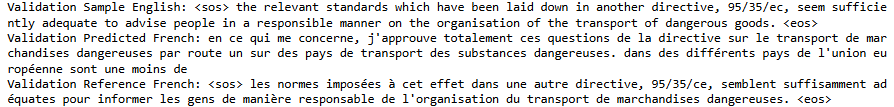 Validation Sample English: <sos> the relevant standards which have been laid down in another directive, 95/35/ec, seem sufficie
ntly adequate to advise people in a responsible manner on the organisation of the transport of dangerous goods. <eos>
Validation Predicted French: en ce qui me concerne, j'approuve totalement ces questions de la directive sur le transport de mar
chandises dangereuses par route un sur des pays de transport des substances dangereuses. dans des différents pays de l'union eu
ropéenne sont une moins de
Validation Reference French: <sos> les normes imposées à cet effet dans une autre directive, 95/35/ce, semblent suffisamment ad
équates pour informer les gens de manière responsable de l'organisation du transport de marchandises dangereuses. <eos>